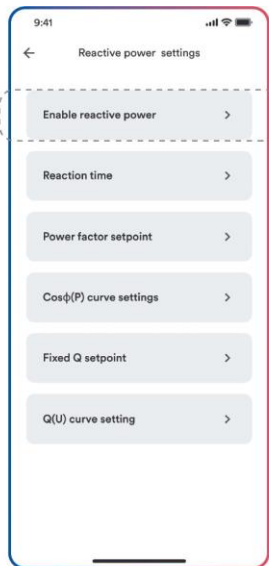 9:41
Reactive power settings
Enable reactive power
Reaction time
Power factor setpoint
Cosϕ(P) curve settings
Fixed Q setpoint
Q(U) curve setting